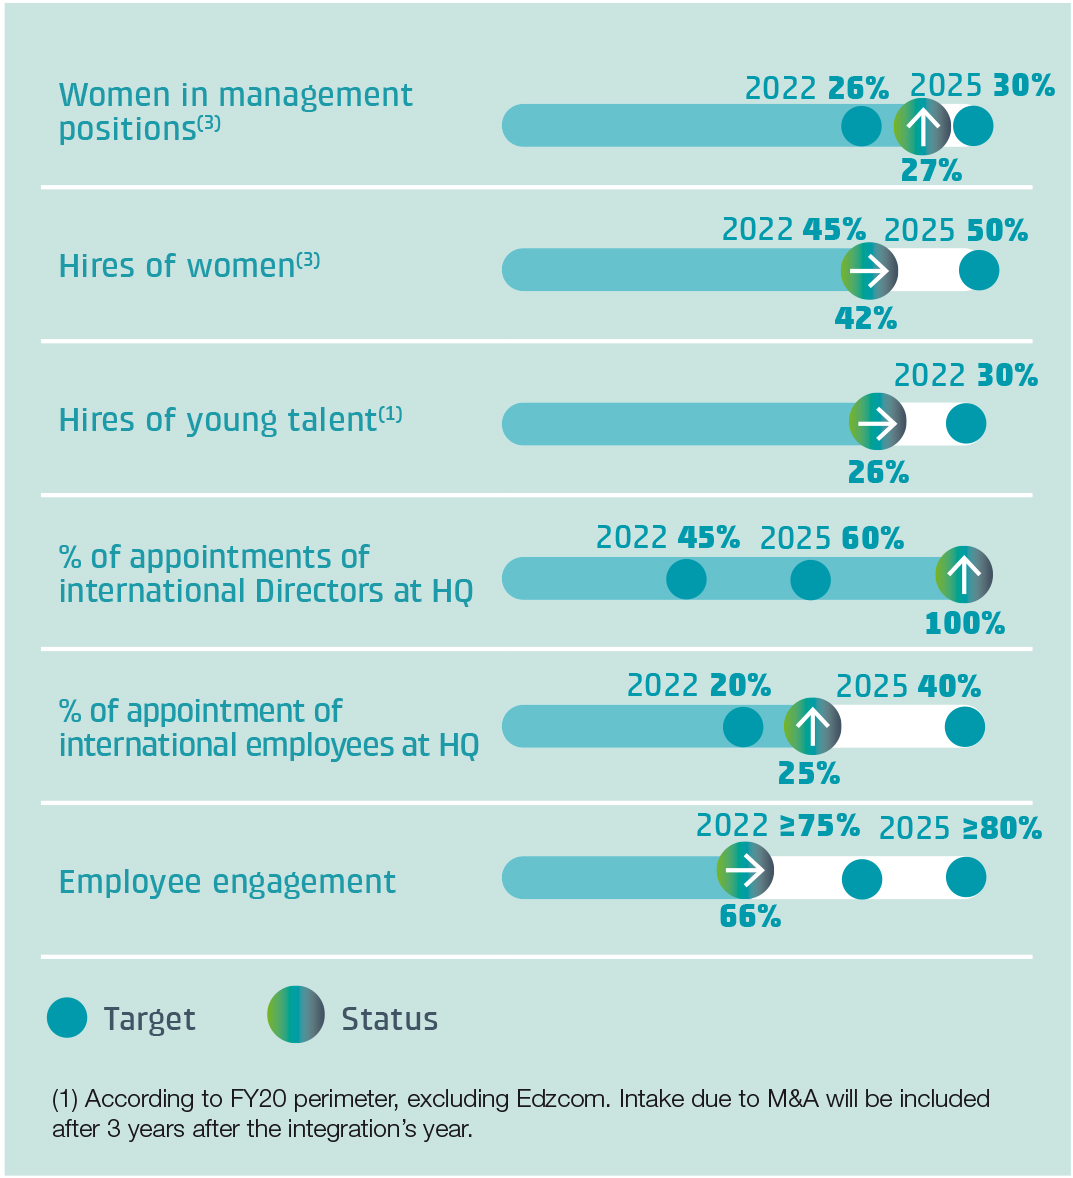 2022 26% 2025 30%
Women in management
positions(3)
27%
2022 45% 2025 50%
Hires of women(3)
42%
2022 30%
Hires of young talent(1)
26%
2022 45% 2025 60%
% of appointments of
international Directors at HQ
100%
2022 20% 2025 40%
% of appointment of
international employees at HQ
25%
2022 ≥75% 2025 ≥80%
Employee engagement
66%
Target Status
(1) According to FY20 perimeter, excluding Edzcom. Intake due to M&A will be included
after 3 years after the integration’s year.